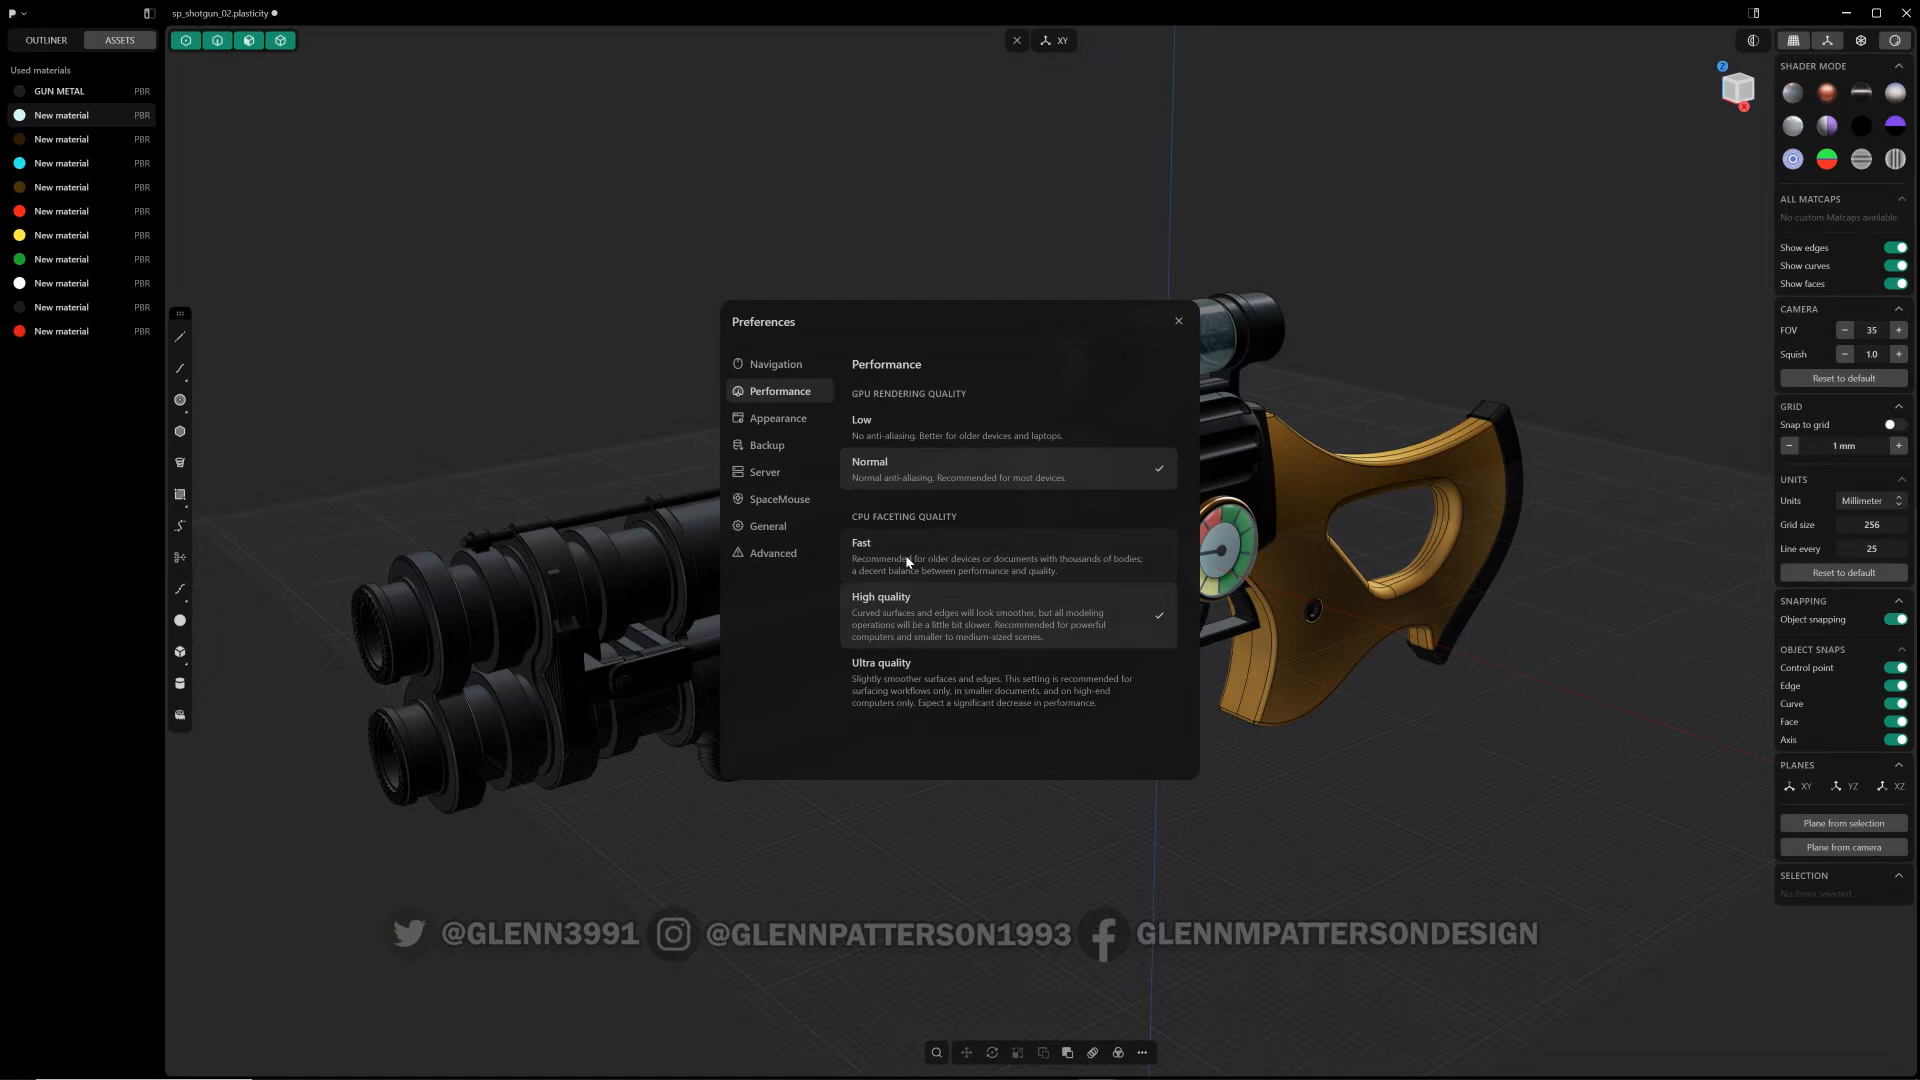 sp_shotgun_02.plasticity
OUTLINER
ASSETS
Used materials
GUN METAL PBR
New material PBR
New material PBR
New material PBR
New material PBR
New material PBR
New material PBR
New material PBR
New material PBR
New material PBR
New material PBR
XY
Z
X
Preferences
Navigation
Performance
Appearance
Backup
Server
SpaceMouse
General
Advanced
Performance
GPU RENDERING QUALITY
Low
No anti-aliasing. Better for older devices and laptops.
Normal
Normal anti-aliasing. Recommended for most devices.
CPU FACETING QUALITY
Fast
Recommended for older devices or documents with thousands of bodies;
a decent balance between performance and quality.
High quality
Curved surfaces and edges will look smoother, but all modeling
operations will be a little bit slower. Recommended for powerful
computers and smaller to medium-sized scenes.
Ultra quality
Slightly smoother surfaces and edges. This setting is recommended for
surfacing workflows only, in smaller documents, and on high-end
computers only. Expect a significant decrease in performance.
SHADER MODE
ALL MATCAPS
No custom Matcaps available.
Show edges
Show curves
Show faces
CAMERA
FOV − 35 +
Squish − 1.0 +
Reset to default
GRID
Snap to grid
− 1 mm +
UNITS
Units Millimeter
Grid size 256
Line every 25
Reset to default
SNAPPING
Object snapping
OBJECT SNAPS
Control point
Edge
Curve
Face
Axis
PLANES
XY YZ XZ
Plane from selection
Plane from camera
SELECTION
No items selected.
@GLENN3991 @GLENNPATTERSON1993 GLENNMPATTERSONDESIGN